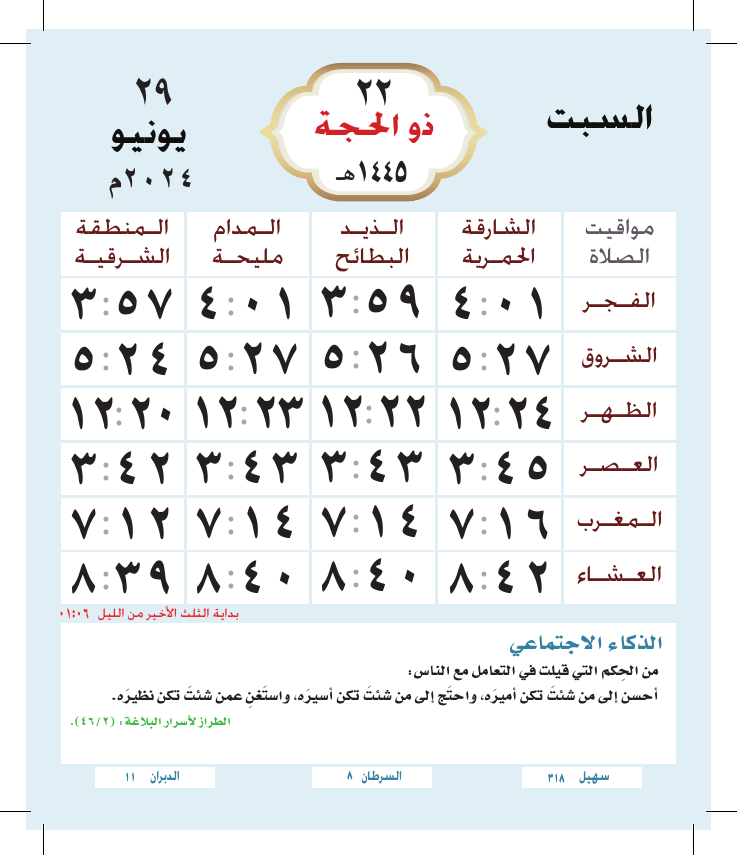 السبت
٢٢
ذو الحجة
١٤٤٥هـ
٢٩
يونيو
٢٠٢٤م
مواقيت الصلاة الشارقة الحمرية الذيد البطائح المدام مليحة المنطقة الشرقية
الفجر ٤:٠١ ٣:٥٩ ٤:٠١ ٣:٥٧
الشروق ٥:٢٧ ٥:٢٦ ٥:٢٧ ٥:٢٤
الظهر ١٢:٢٤ ١٢:٢٢ ١٢:٢٣ ١٢:٢٠
العصر ٣:٤٥ ٣:٤٣ ٣:٤٣ ٣:٤٢
المغرب ٧:١٦ ٧:١٤ ٧:١٤ ٧:١٢
العشاء ٨:٤٢ ٨:٤٠ ٨:٤٠ ٨:٣٩
بداية الثلث الأخير من الليل ٠١:٠٦
الذكاء الاجتماعي
من الحِكم التي قيلت في التعامل مع الناس:
أحسن إلى من شئتَ تكن أميرَه، واحتَج إلى من شئتَ تكن أسيرَه، واستَغنِ عمن شئتَ تكن نظيرَه.
الطراز لأسرار البلاغة: (٤٦/٢).
سهيل ٣١٨
السرطان ٨
الدبران ١١